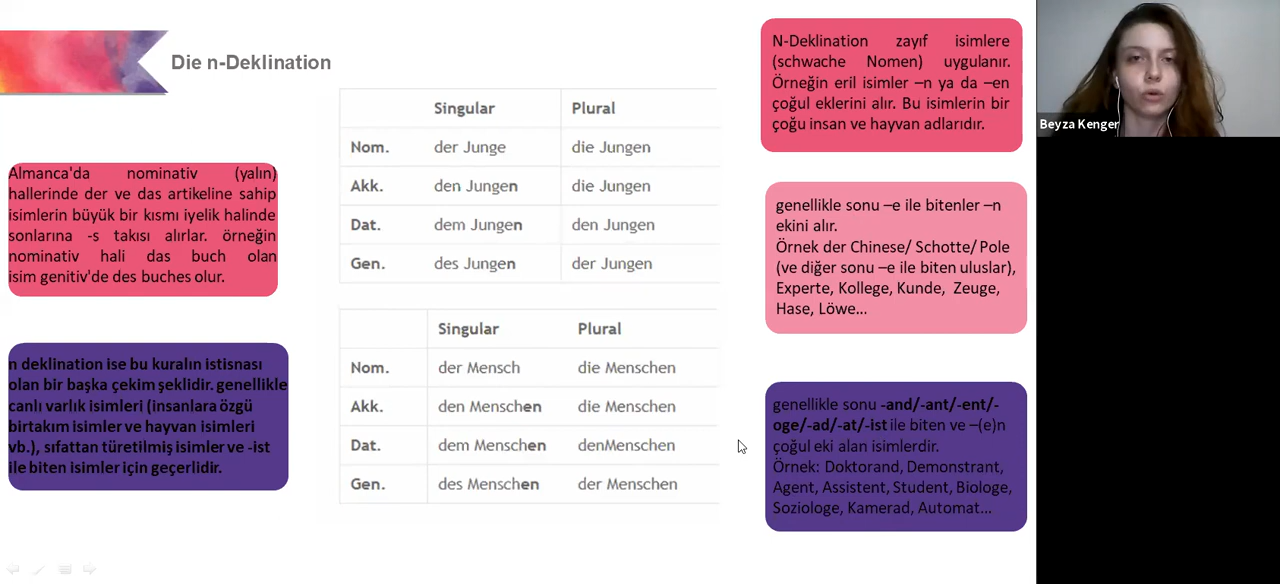 Die n-Deklination
Almanca'da nominativ (yalın)
hallerinde der ve das artikeline sahip
isimlerin büyük bir kısmı iyelik halinde
sonlarına -s takısı alırlar. örneğin
nominativ hali das buch olan
isim genitiv'de des buches olur.
n deklination ise bu kuralın istisnası
olan bir başka çekim şeklidir. genellikle
canlı varlık isimleri (insanlara özgü
birtakım isimler ve hayvan isimleri
vb.), sıfattan türetilmiş isimler ve -ist
ile biten isimler için geçerlidir.
Singular Plural
Nom. der Junge die Jungen
Akk. den Jungen die Jungen
Dat. dem Jungen den Jungen
Gen. des Jungen der Jungen
Singular Plural
Nom. der Mensch die Menschen
Akk. den Menschen die Menschen
Dat. dem Menschen denMenschen
Gen. des Menschen der Menschen
N-Deklination zayıf isimlere
(schwache Nomen) uygulanır.
Örneğin eril isimler –n ya da –en
çoğul eklerini alır. Bu isimlerin bir
çoğu insan ve hayvan adlarıdır.
genellikle sonu –e ile bitenler –n
ekini alır.
Örnek der Chinese/ Schotte/ Pole
(ve diğer sonu –e ile biten uluslar),
Experte, Kollege, Kunde, Zeuge,
Hase, Löwe...
genellikle sonu -and/-ant/-ent/-
oge/-ad/-at/-ist ile biten ve –(e)n
çoğul eki alan isimlerdir.
Örnek: Doktorand, Demonstrant,
Agent, Assistent, Student, Biologe,
Soziologe, Kamerad, Automat...
Beyza Kenger